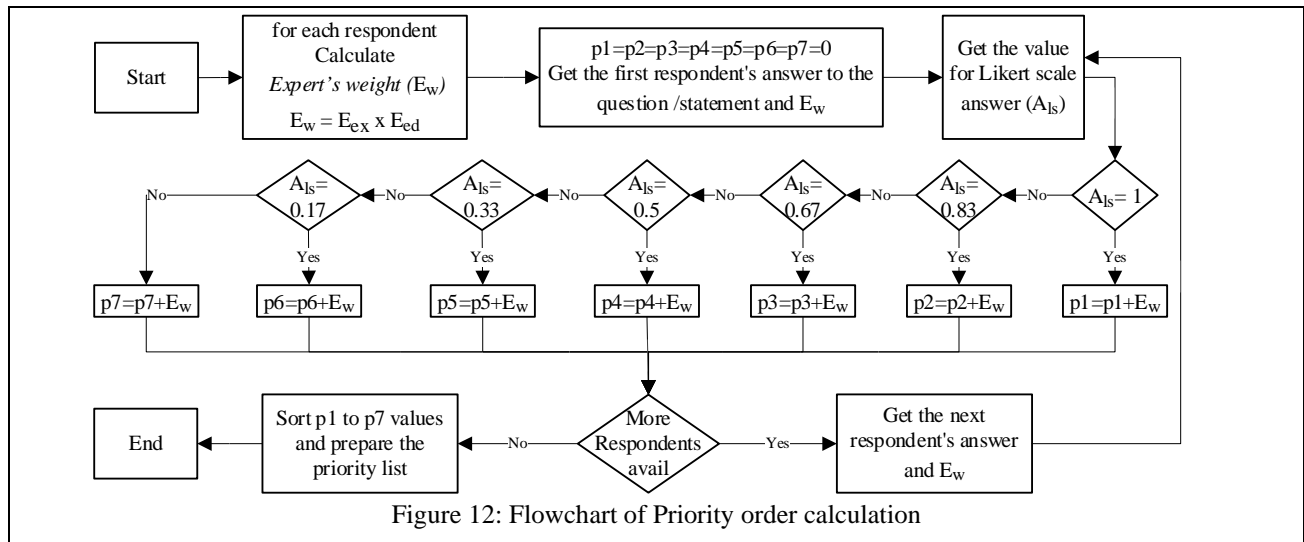 Start
for each respondent
Calculate
Expert's weight (Ew)
Ew = Eex x Eed
p1=p2=p3=p4=p5=p6=p7=0
Get the first respondent's answer to the
question /statement and Ew
Get the value
for Likert scale
answer (Als)
Als= 1
No
Als=
0.83
No
Als=
0.67
No
Als=
0.5
No
Als=
0.33
No
Als=
0.17
No
Yes
Yes
Yes
Yes
Yes
Yes
p7=p7+Ew
p6=p6+Ew
p5=p5+Ew
p4=p4+Ew
p3=p3+Ew
p2=p2+Ew
p1=p1+Ew
More
Respondents
avail
Yes
Get the next
respondent's answer
and Ew
No
Sort p1 to p7 values
and prepare the
priority list
End
Figure 12: Flowchart of Priority order calculation